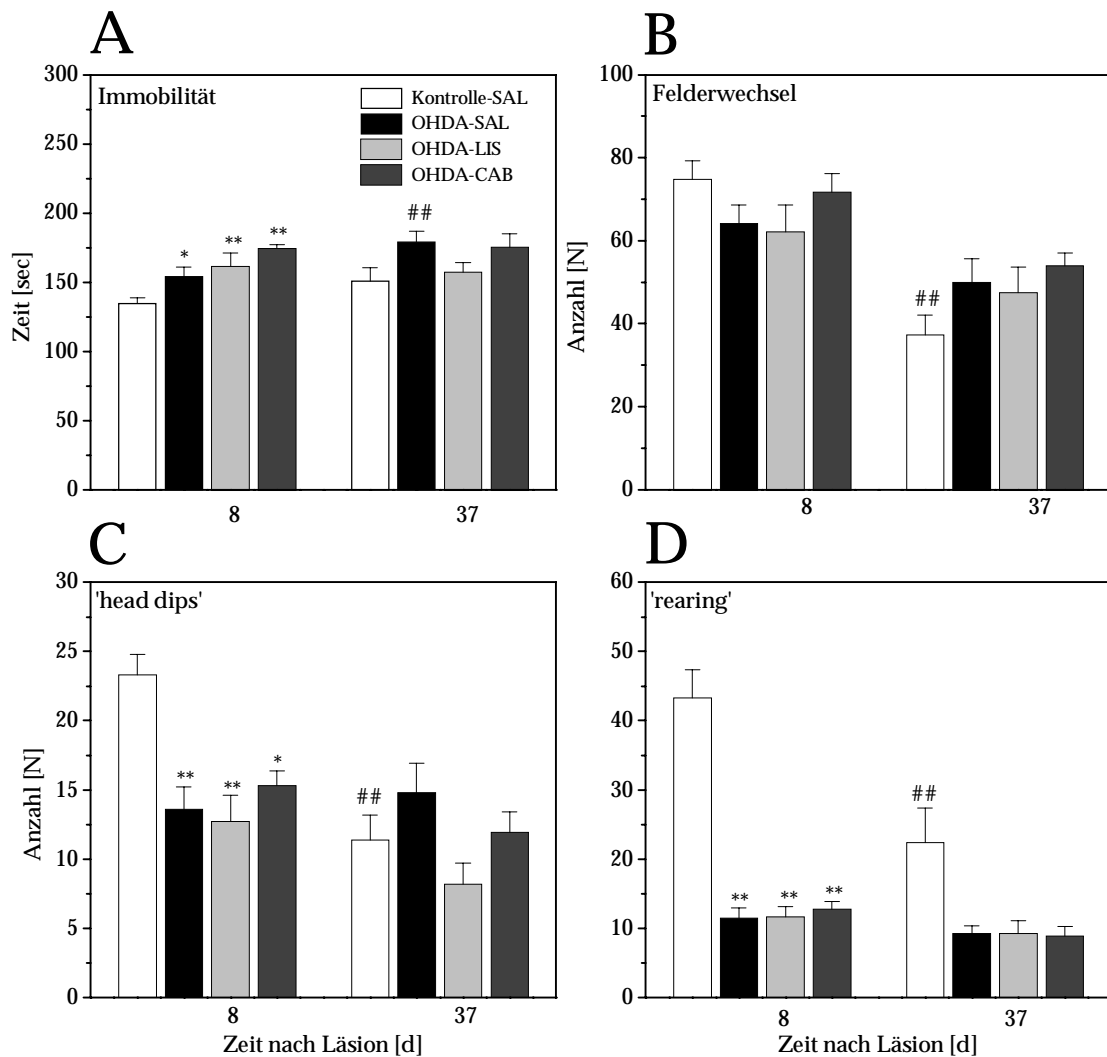 A
B
300
250
200
150
100
50
0
Zeit [sec]
Immobilität
Kontrolle-SAL
OHDA-SAL
OHDA-LIS
OHDA-CAB
*
**
**
##
8
37
100
80
60
40
20
0
Anzahl [N]
Felderwechsel
##
8
37
C
D
30
25
20
15
10
5
0
Anzahl [N]
'head dips'
**
**
*
##
8
37
Zeit nach Läsion [d]
60
50
40
30
20
10
0
Anzahl [N]
'rearing'
**
**
**
##
8
37
Zeit nach Läsion [d]